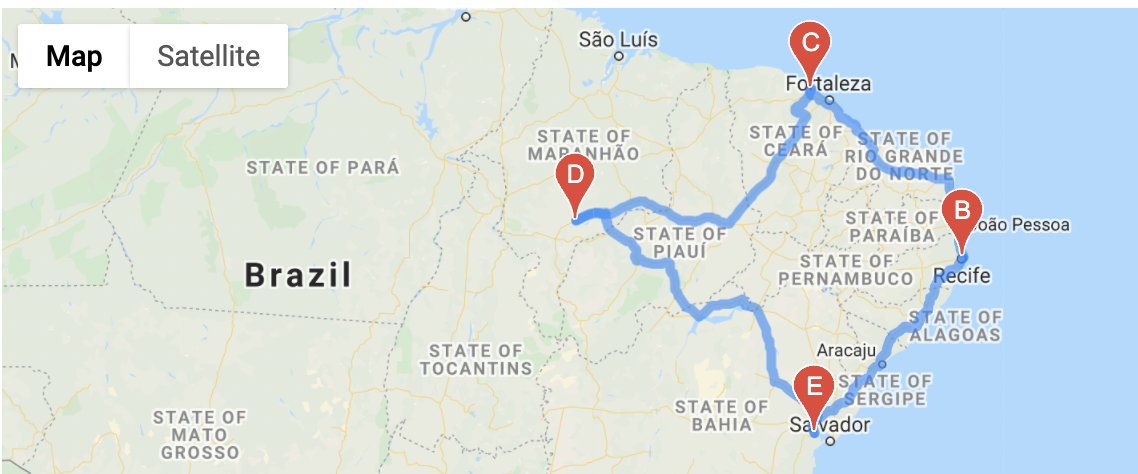 Map
Satellite
São Luís
C
Fortaleza
STATE OF
MARANHÃO
STATE OF
CEARÁ
STATE OF
RIO GRANDE
DO NORTE
STATE OF PARÁ
D
B
João Pessoa
STATE OF
PARAÍBA
STATE OF
PIAUÍ
Brazil
STATE OF
PERNAMBUCO
Recife
STATE OF
ALAGOAS
STATE OF
TOCANTINS
Aracaju
E
STATE OF
SERGIPE
STATE OF
BAHIA
Salvador
STATE OF
MATO
GROSSO